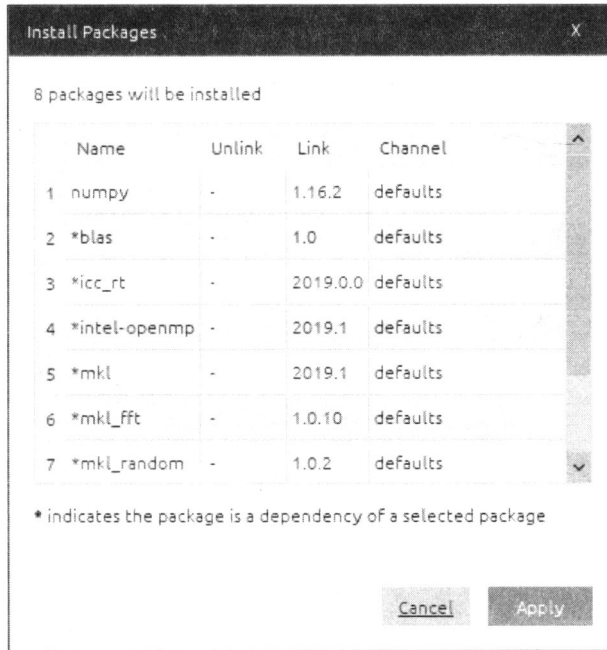 Install Packages X
8 packages will be installed
Name Unlink Link Channel
1 numpy - 1.16.2 defaults
2 *blas - 1.0 defaults
3 *icc_rt - 2019.0.0 defaults
4 *intel-openmp - 2019.1 defaults
5 *mkl - 2019.1 defaults
6 *mkl_fft - 1.0.10 defaults
7 *mkl_random - 1.0.2 defaults
* indicates the package is a dependency of a selected package
Cancel Apply